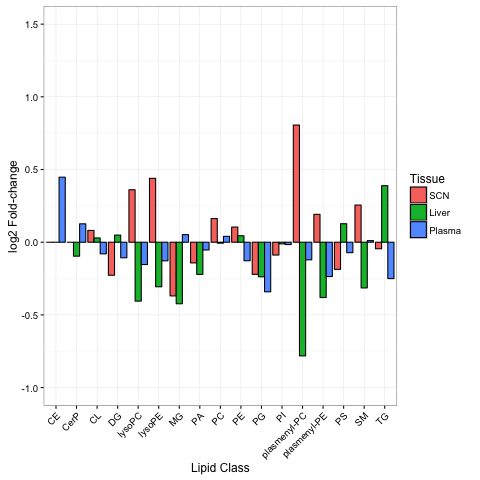 1.5
1.0
0.5
0.0
-0.5
-1.0
log2 Fold-change
CE
CerP
CL
DG
lysoPC
lysoPE
MG
PA
PC
PE
PG
PI
plasmenyl-PC
plasmenyl-PE
PS
SM
TG
Lipid Class
Tissue
SCN
Liver
Plasma